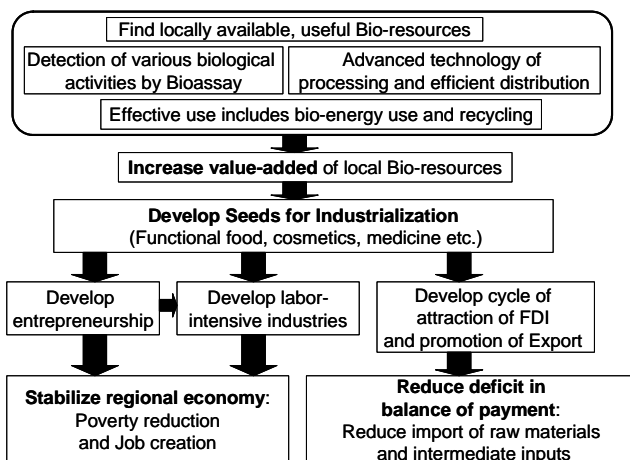 Find locally available, useful Bio-resources
Detection of various biological
activities by Bioassay
Advanced technology of
processing and efficient distribution
Effective use includes bio-energy use and recycling
Increase value-added of local Bio-resources
Develop Seeds for Industrialization
(Functional food, cosmetics, medicine etc.)
Develop
entrepreneurship
Develop labor-
intensive industries
Develop cycle of
attraction of FDI
and promotion of Export
Stabilize regional economy:
Poverty reduction
and Job creation
Reduce deficit in
balance of payment:
Reduce import of raw materials
and intermediate inputs